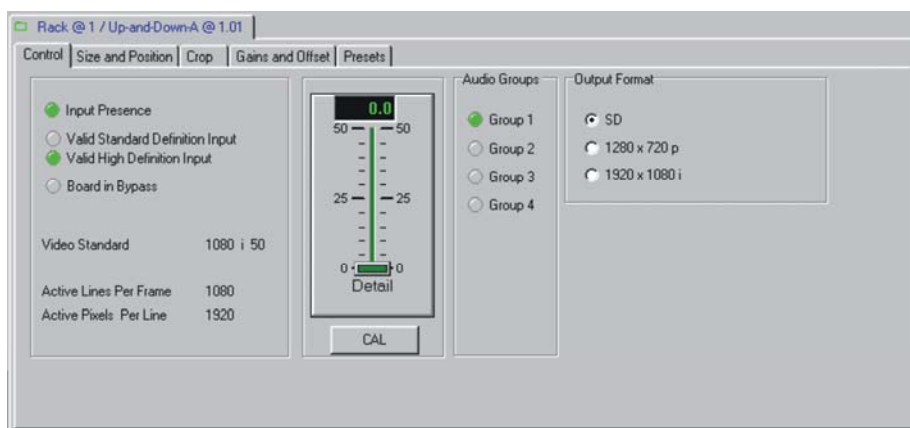 Rack @ 1 / Up-and-Down-A @ 1.01
Control Size and Position Crop Gains and Offset Presets
Input Presence
Valid Standard Definition Input
Valid High Definition Input
Board in Bypass
Video Standard 1080 i 50
Active Lines Per Frame 1080
Active Pixels Per Line 1920
0.0
50 50
25 25
0 0
Detail
CAL
Audio Groups
Group 1
Group 2
Group 3
Group 4
Output Format
SD
1280 x 720 p
1920 x 1080 i